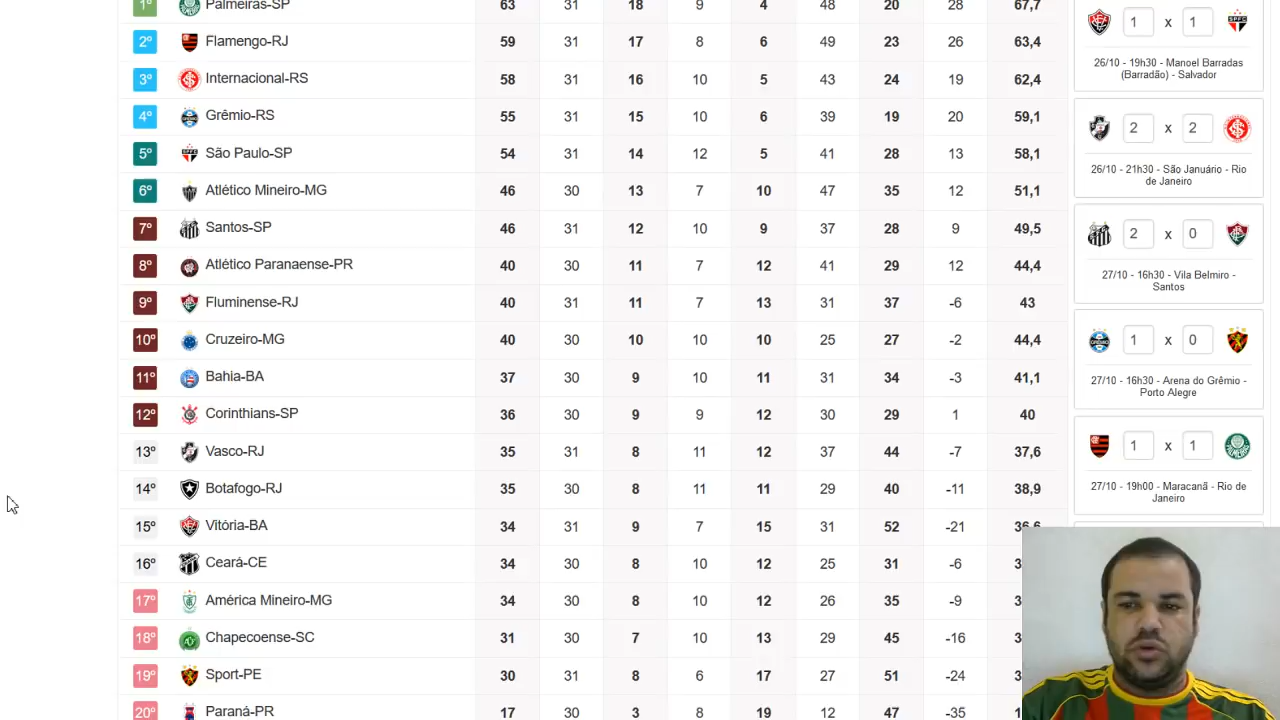 1º Palmeiras-SP 63 31 18 9 4 48 20 28 67,7
2º Flamengo-RJ 59 31 17 8 6 49 23 26 63,4
3º Internacional-RS 58 31 16 10 5 43 24 19 62,4
4º Grêmio-RS 55 31 15 10 6 39 19 20 59,1
5º São Paulo-SP 54 31 14 12 5 41 28 13 58,1
6º Atlético Mineiro-MG 46 30 13 7 10 47 35 12 51,1
7º Santos-SP 46 31 12 10 9 37 28 9 49,5
8º Atlético Paranaense-PR 40 30 11 7 12 41 29 12 44,4
9º Fluminense-RJ 40 31 11 7 13 31 37 -6 43
10º Cruzeiro-MG 40 30 10 10 10 25 27 -2 44,4
11º Bahia-BA 37 30 9 10 11 31 34 -3 41,1
12º Corinthians-SP 36 30 9 9 12 30 29 1 40
13º Vasco-RJ 35 31 8 11 12 37 44 -7 37,6
14º Botafogo-RJ 35 30 8 11 11 29 40 -11 38,9
15º Vitória-BA 34 31 9 7 15 31 52 -21 36,6
16º Ceará-CE 34 30 8 10 12 25 31 -6 3
17º América Mineiro-MG 34 30 8 10 12 26 35 -9 3
18º Chapecoense-SC 31 30 7 10 13 29 45 -16 3
19º Sport-PE 30 31 8 6 17 27 51 -24 3
20º Paraná-PR 17 30 3 8 19 12 47 -35 1
1 x 1 SPFC
26/10 - 19h30 - Manoel Barradas
(Barradão) - Salvador
2 x 2
26/10 - 21h30 - São Januário - Rio
de Janeiro
2 x 0
27/10 - 16h30 - Vila Belmiro -
Santos
GRÊMIO 1 x 0
27/10 - 16h30 - Arena do Grêmio -
Porto Alegre
1 x 1
27/10 - 19h00 - Maracanã - Rio de
Janeiro